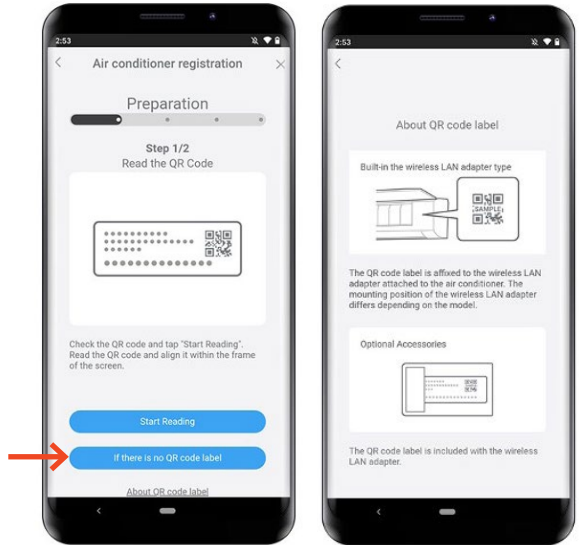 2:53
Air conditioner registration
Preparation
Step 1/2
Read the QR Code
Check the QR code and tap "Start Reading".
Read the QR code and align it within the frame
of the screen.
Start Reading
If there is no QR code label
About QR code label
2:53
About QR code label
Built-in the wireless LAN adapter type
SAMPLE
The QR code label is affixed to the wireless LAN
adapter attached to the air conditioner. The
mounting position of the wireless LAN adapter
differs depending on the model.
Optional Accessories
The QR code label is included with the wireless
LAN adapter.